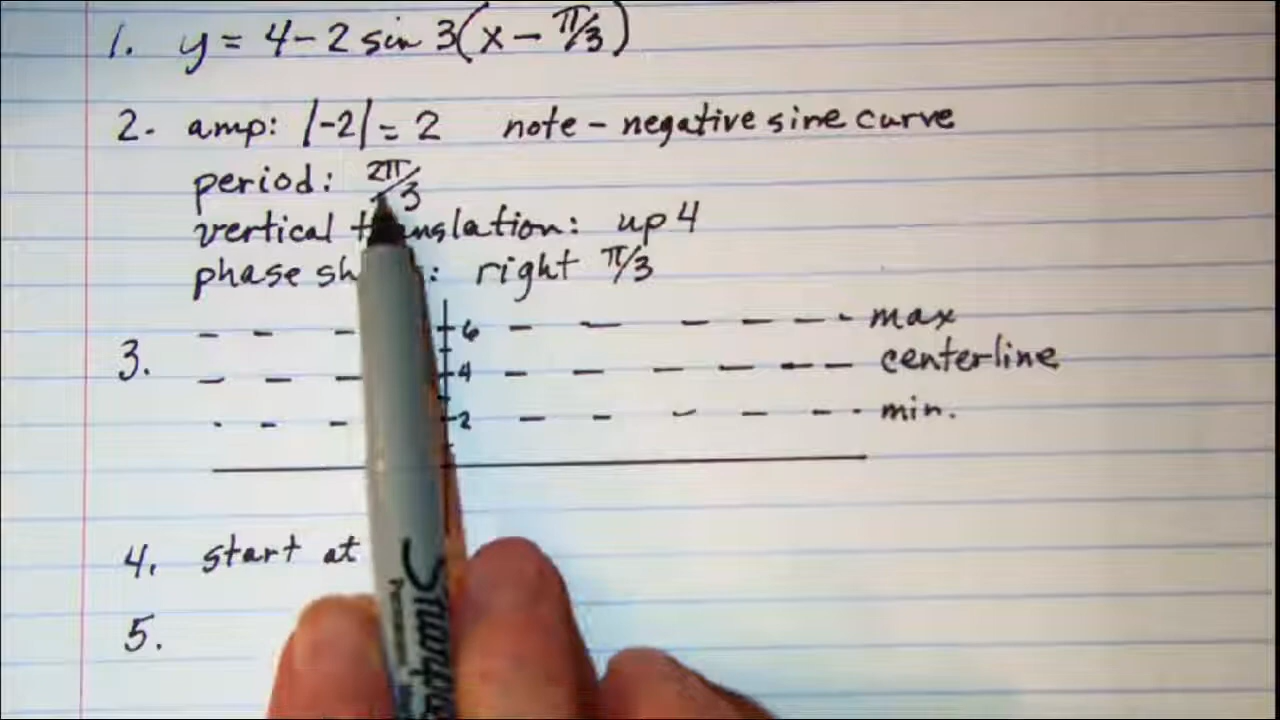 1. y = 4 - 2 sin 3(x - π/3)
2. amp: |-2| = 2 note - negative sine curve
period: 2π/3
vertical translation: up 4
phase sh : right π/3
6 max
3. 4 centerline
2 min.
4. start at
5.